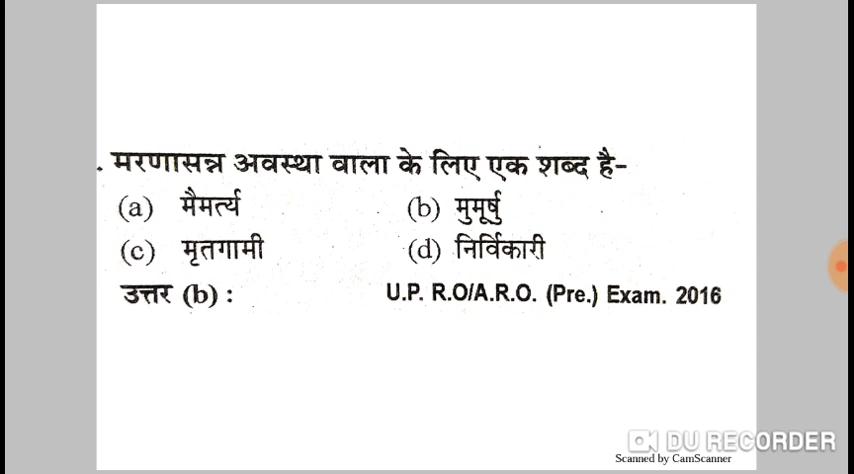 . मरणासन्न अवस्था वाला के लिए एक शब्द है-
(a) मैमर्त्य (b) मुमूर्षु
(c) मृतगामी (d) निर्विकारी
उत्तर (b) : U.P. R.O/A.R.O. (Pre.) Exam. 2016
DU RECORDER
Scanned by CamScanner